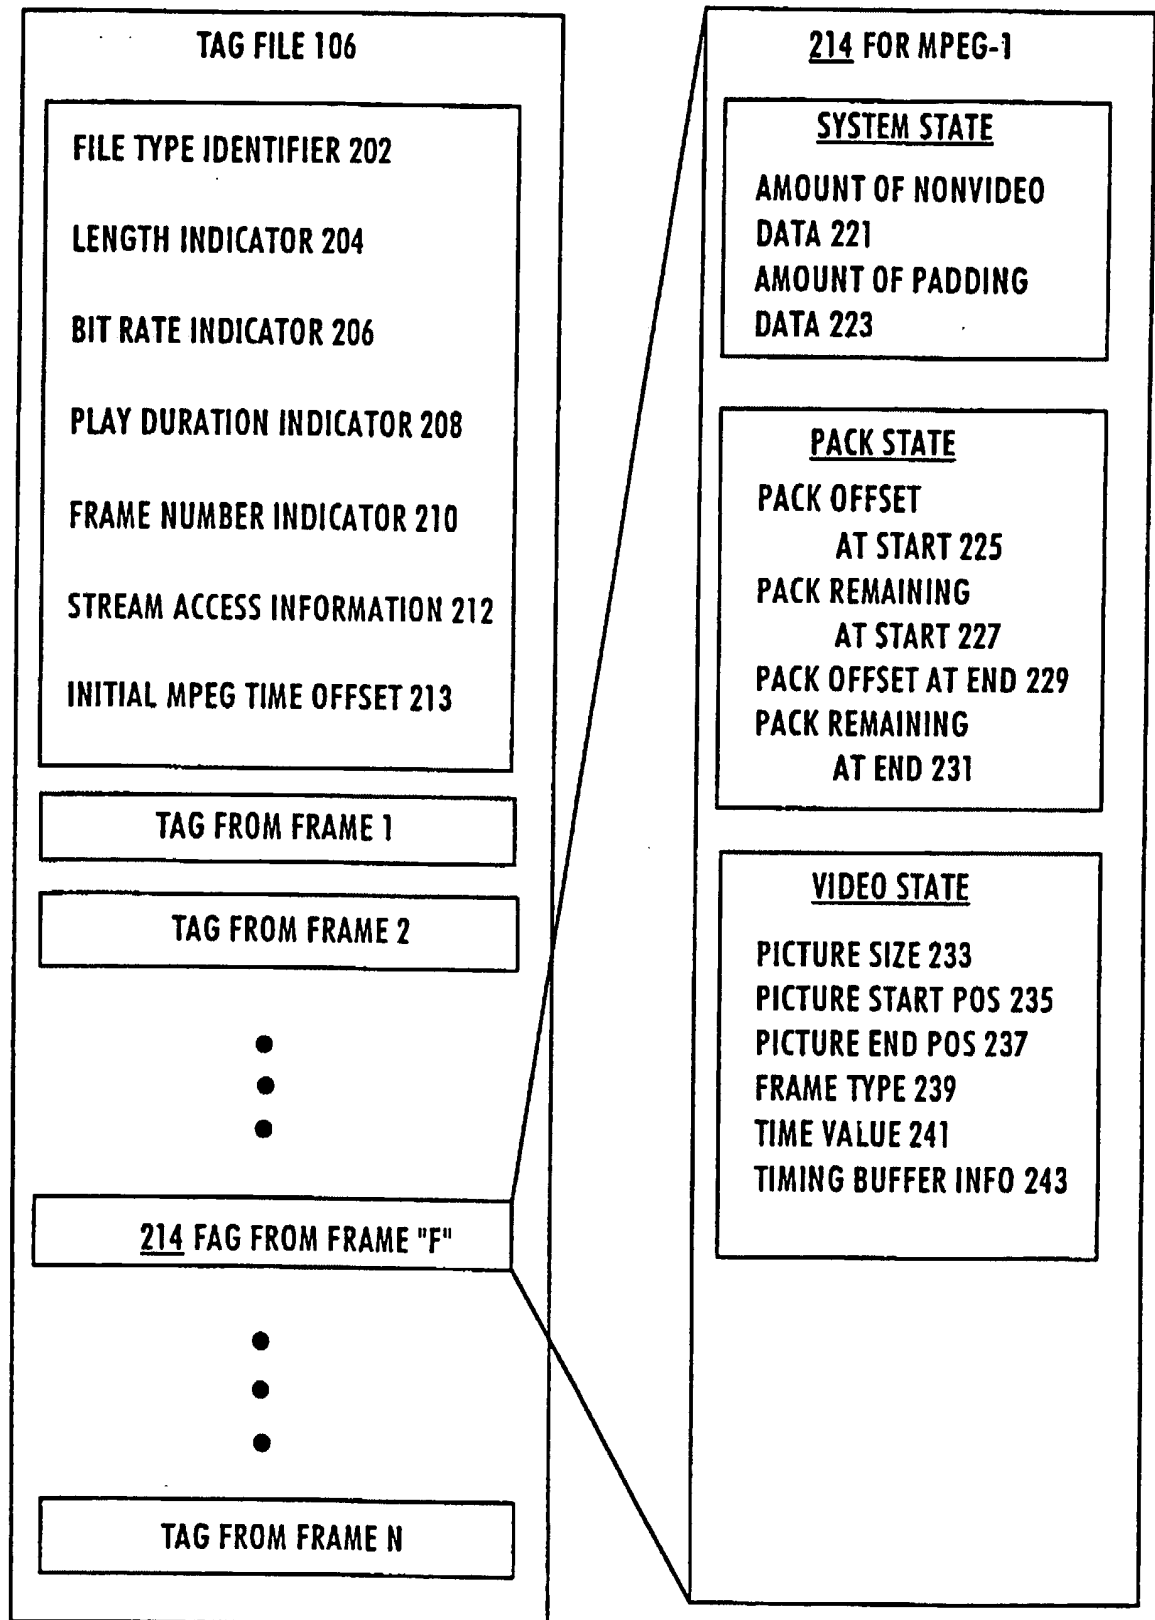 TAG FILE 106
FILE TYPE IDENTIFIER 202
LENGTH INDICATOR 204
BIT RATE INDICATOR 206
PLAY DURATION INDICATOR 208
FRAME NUMBER INDICATOR 210
STREAM ACCESS INFORMATION 212
INITIAL MPEG TIME OFFSET 213
TAG FROM FRAME 1
TAG FROM FRAME 2
214 FAG FROM FRAME "F"
TAG FROM FRAME N
214 FOR MPEG-1
SYSTEM STATE
AMOUNT OF NONVIDEO
DATA 221
AMOUNT OF PADDING
DATA 223
PACK STATE
PACK OFFSET
AT START 225
PACK REMAINING
AT START 227
PACK OFFSET AT END 229
PACK REMAINING
AT END 231
VIDEO STATE
PICTURE SIZE 233
PICTURE START POS 235
PICTURE END POS 237
FRAME TYPE 239
TIME VALUE 241
TIMING BUFFER INFO 243